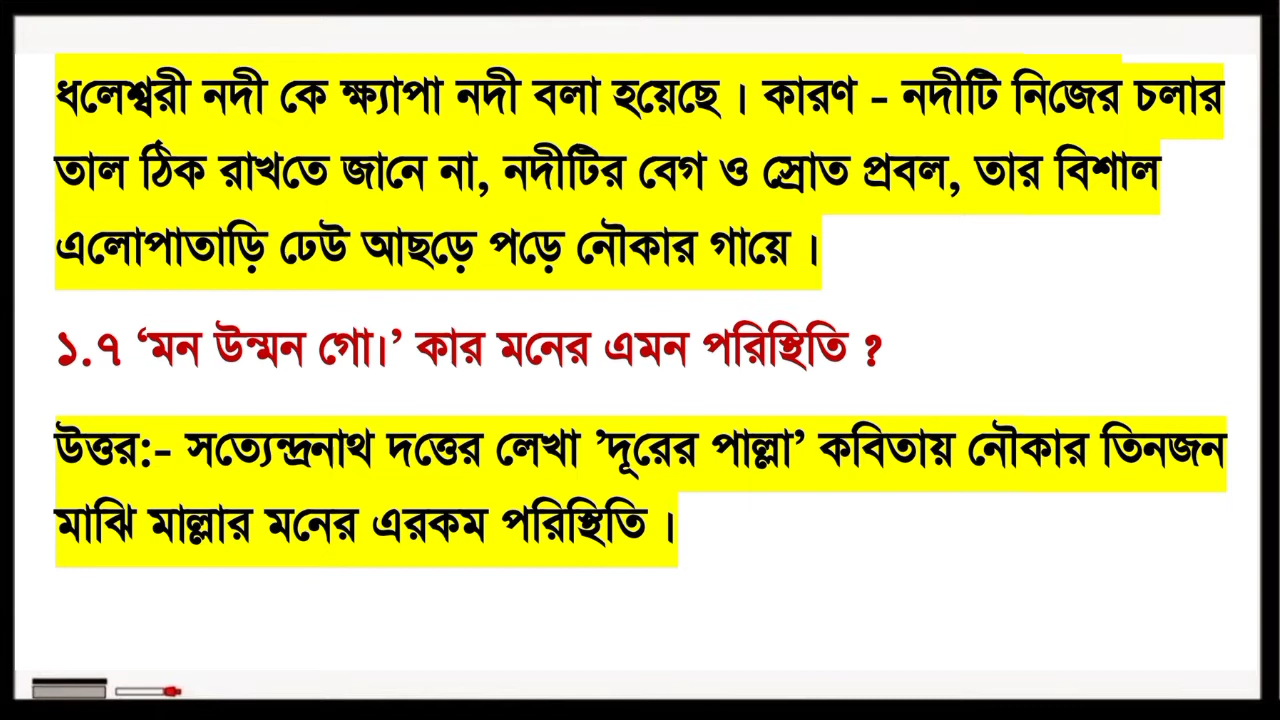 ধলেশ্বরী নদী কে ক্ষ্যাপা নদী বলা হয়েছে । কারণ - নদীটি নিজের চলার
তাল ঠিক রাখতে জানে না, নদীটির বেগ ও স্রোত প্রবল, তার বিশাল
এলোপাতাড়ি ঢেউ আছড়ে পড়ে নৌকার গায়ে ।
১.৭ ‘মন উন্মন গো।’ কার মনের এমন পরিস্থিতি ?
উত্তর:- সত্যেন্দ্রনাথ দত্তের লেখা ’দূরের পাল্লা’ কবিতায় নৌকার তিনজন
মাঝি মাল্লার মনের এরকম পরিস্থিতি ।